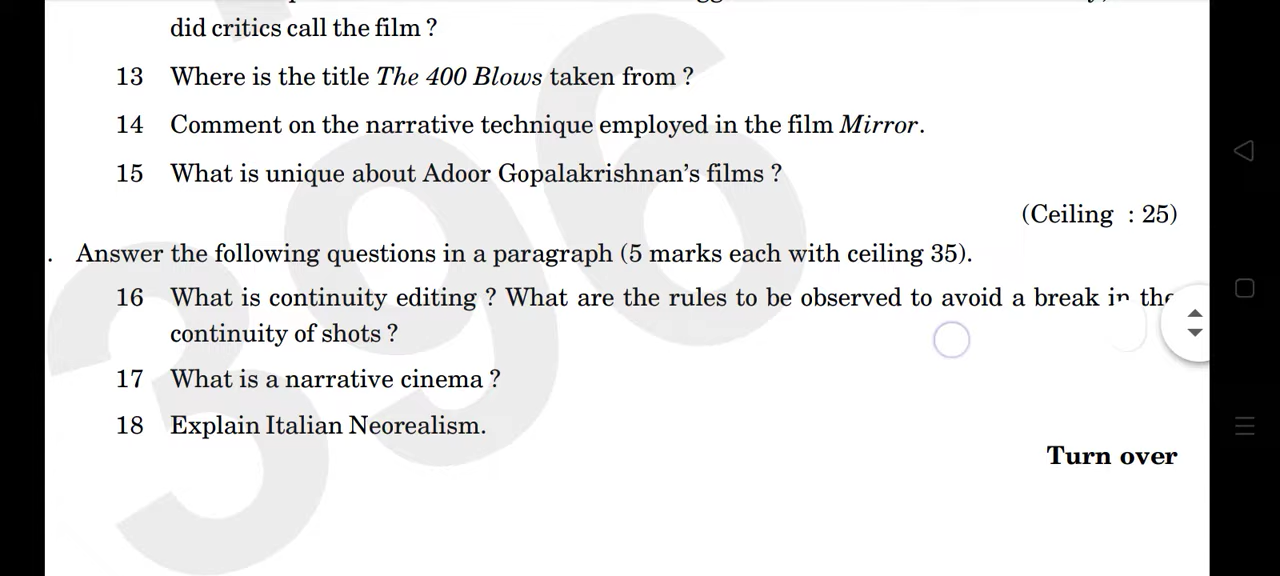 did critics call the film ?
13 Where is the title The 400 Blows taken from ?
14 Comment on the narrative technique employed in the film Mirror.
15 What is unique about Adoor Gopalakrishnan's films ?
(Ceiling : 25)
. Answer the following questions in a paragraph (5 marks each with ceiling 35).
16 What is continuity editing ? What are the rules to be observed to avoid a break in the
continuity of shots ?
17 What is a narrative cinema ?
18 Explain Italian Neorealism.
Turn over
396